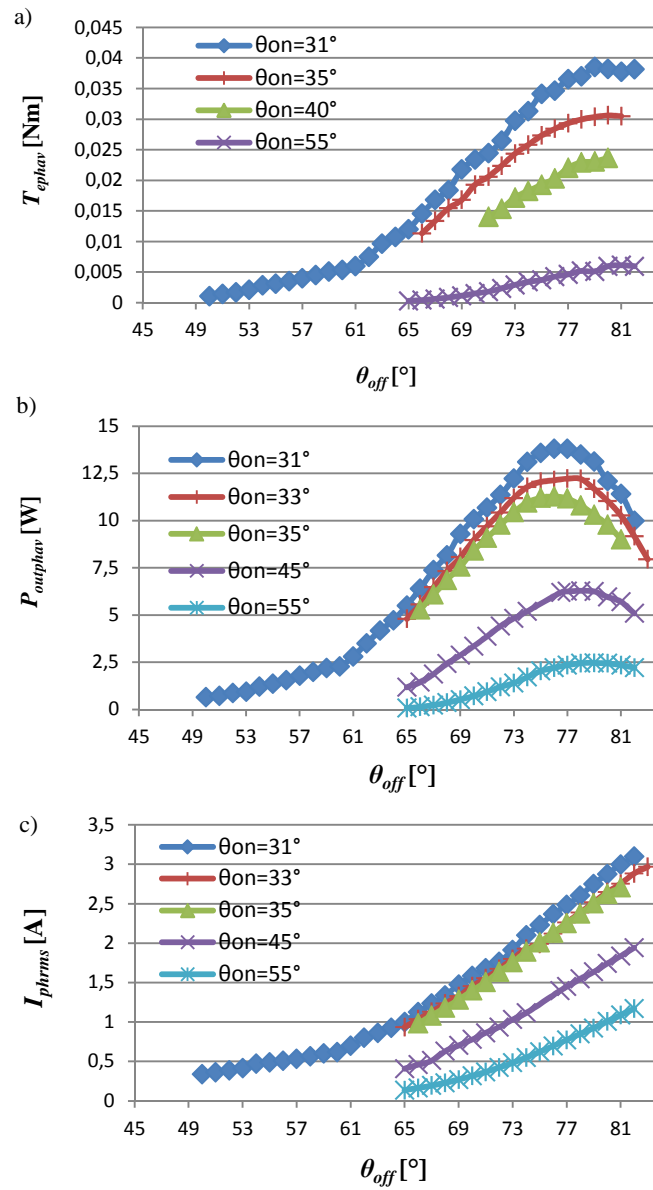 a)
0,045
0,04
0,035
0,03
0,025
0,02
0,015
0,01
0,005
0
T_ephav [Nm]
θon=31°
θon=35°
θon=40°
θon=55°
45 49 53 57 61 65 69 73 77 81
θ_off [°]
b)
15
12,5
10
7,5
5
2,5
0
P_outphav [W]
θon=31°
θon=33°
θon=35°
θon=45°
θon=55°
45 49 53 57 61 65 69 73 77 81
θ_off [°]
c)
3,5
3
2,5
2
1,5
1
0,5
0
I_phrms [A]
θon=31°
θon=33°
θon=35°
θon=45°
θon=55°
45 49 53 57 61 65 69 73 77 81
θ_off [°]